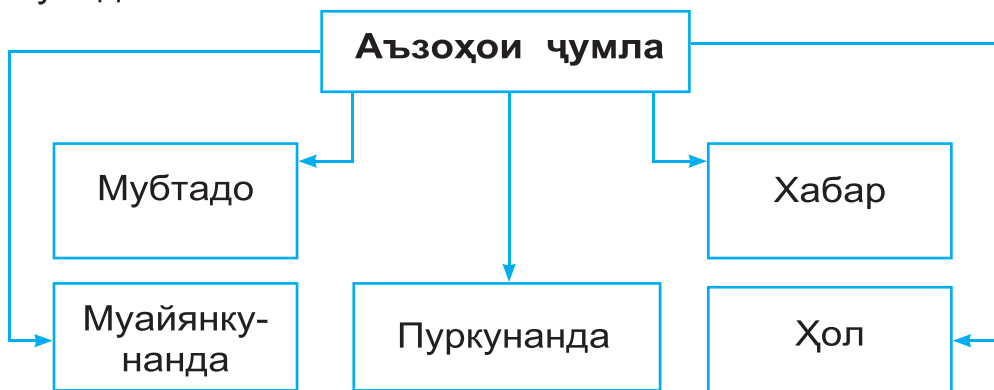 Аъзоҳои ҷумла
Мубтадо
Хабар
Муайянку-
нанда
Пуркунанда
Ҳол